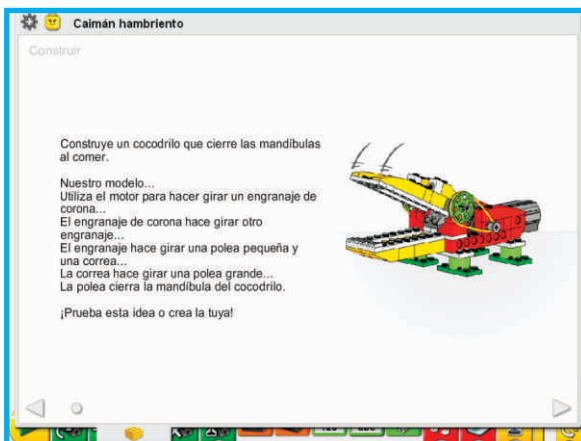 Caimán hambriento
Construir
Construye un cocodrilo que cierre las mandíbulas
al comer.
Nuestro modelo...
Utiliza el motor para hacer girar un engranaje de
corona...
El engranaje de corona hace girar otro
engranaje...
El engranaje hace girar una polea pequeña y
una correa...
La correa hace girar una polea grande...
La polea cierra la mandíbula del cocodrilo.
¡Prueba esta idea o crea la tuya!